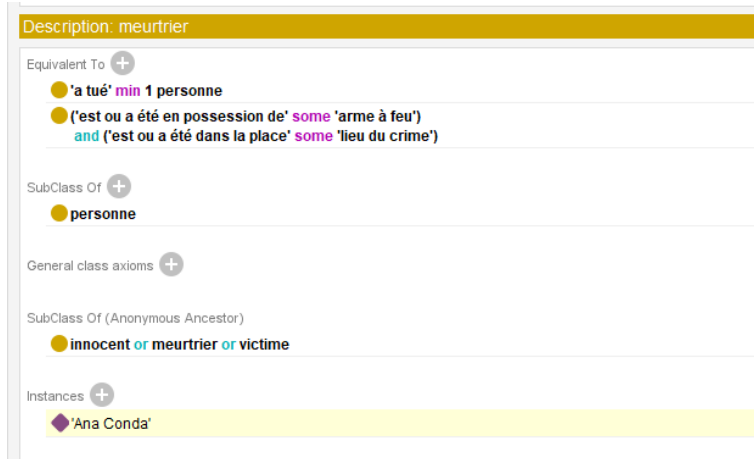 Description: meurtrier
Equivalent To
'a tué' min 1 personne
('est ou a été en possession de' some 'arme à feu')
and ('est ou a été dans la place' some 'lieu du crime')
SubClass Of
personne
General class axioms
SubClass Of (Anonymous Ancestor)
innocent or meurtrier or victime
Instances
'Ana Conda'